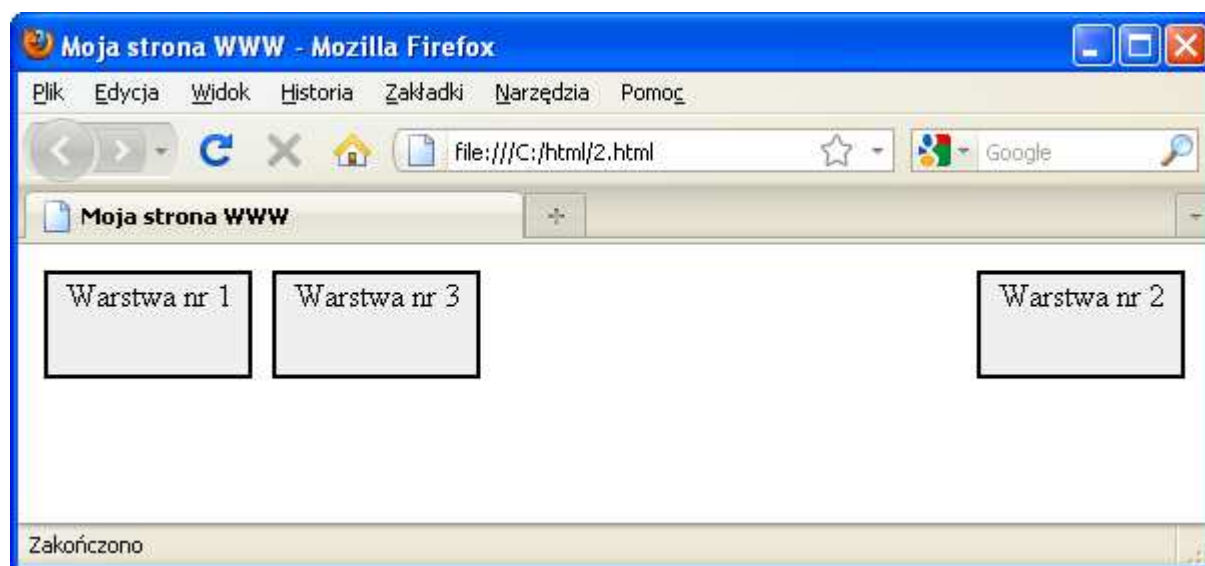 Moja strona WWW - Mozilla Firefox
Plik Edycja Widok Historia Zakładki Narzędzia Pomoc
file:///C:/html/2.html Google
Moja strona WWW
Warstwa nr 1 Warstwa nr 3 Warstwa nr 2
Zakończono